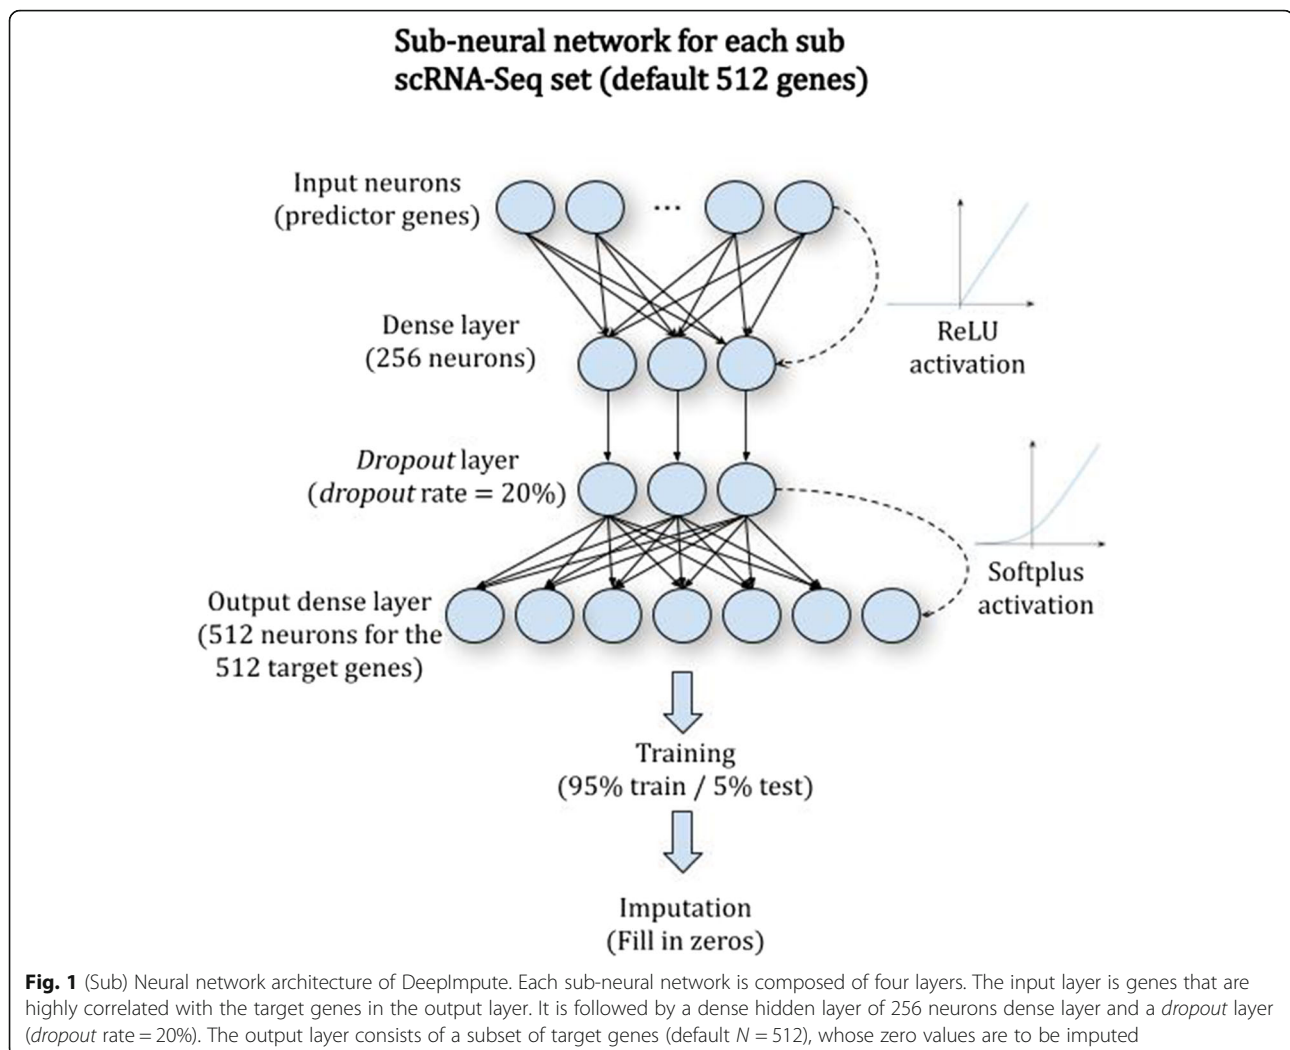 Sub-neural network for each sub
scRNA-Seq set (default 512 genes)
Input neurons
(predictor genes)
...
ReLU
activation
Dense layer
(256 neurons)
Dropout layer
(dropout rate = 20%)
Softplus
activation
Output dense layer
(512 neurons for the
512 target genes)
Training
(95% train / 5% test)
Imputation
(Fill in zeros)
Fig. 1 (Sub) Neural network architecture of DeepImpute. Each sub-neural network is composed of four layers. The input layer is genes that are
highly correlated with the target genes in the output layer. It is followed by a dense hidden layer of 256 neurons dense layer and a dropout layer
(dropout rate = 20%). The output layer consists of a subset of target genes (default N = 512), whose zero values are to be imputed